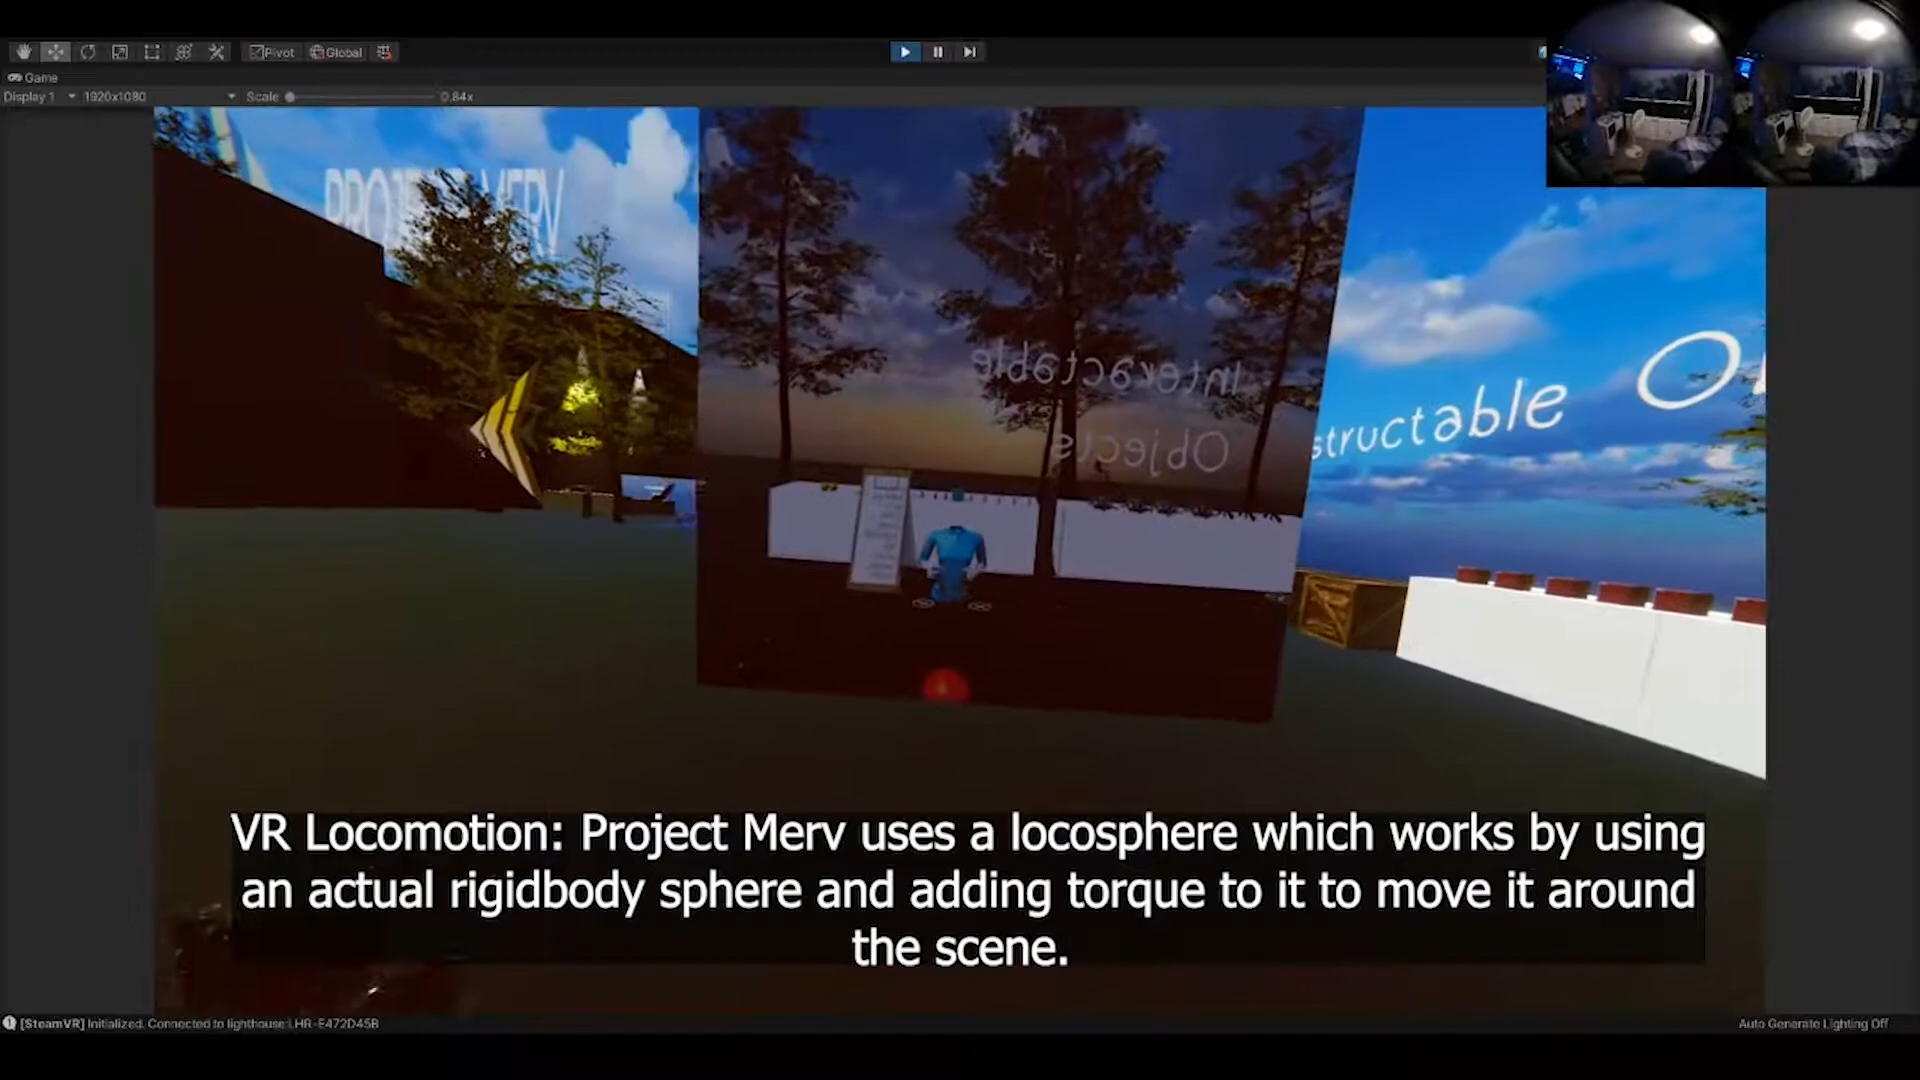 Pivot Global
Game
Display 1 1920x1080 Scale 0.84x
PROJECT MERV
Interactable
Objects
structable O
VR Locomotion: Project Merv uses a locosphere which works by using
an actual rigidbody sphere and adding torque to it to move it around
the scene.
[SteamVR] Initialized. Connected to lighthouse:LHR-E472D45B
Auto Generate Lighting Off